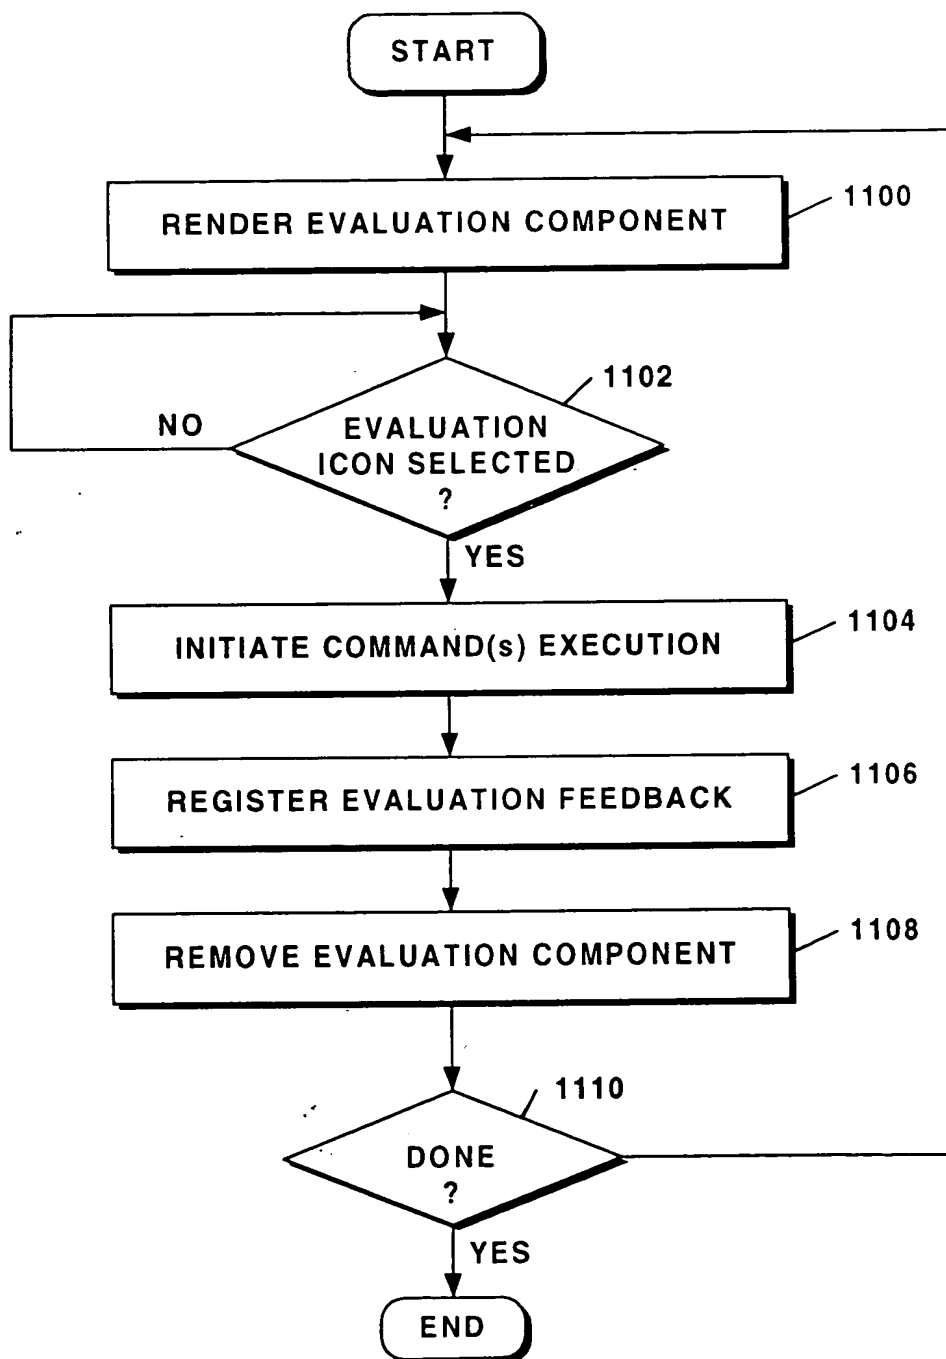 START
RENDER EVALUATION COMPONENT
1100
1102
EVALUATION
ICON SELECTED
?
NO
YES
INITIATE COMMAND(s) EXECUTION
1104
REGISTER EVALUATION FEEDBACK
1106
REMOVE EVALUATION COMPONENT
1108
1110
DONE
?
YES
END